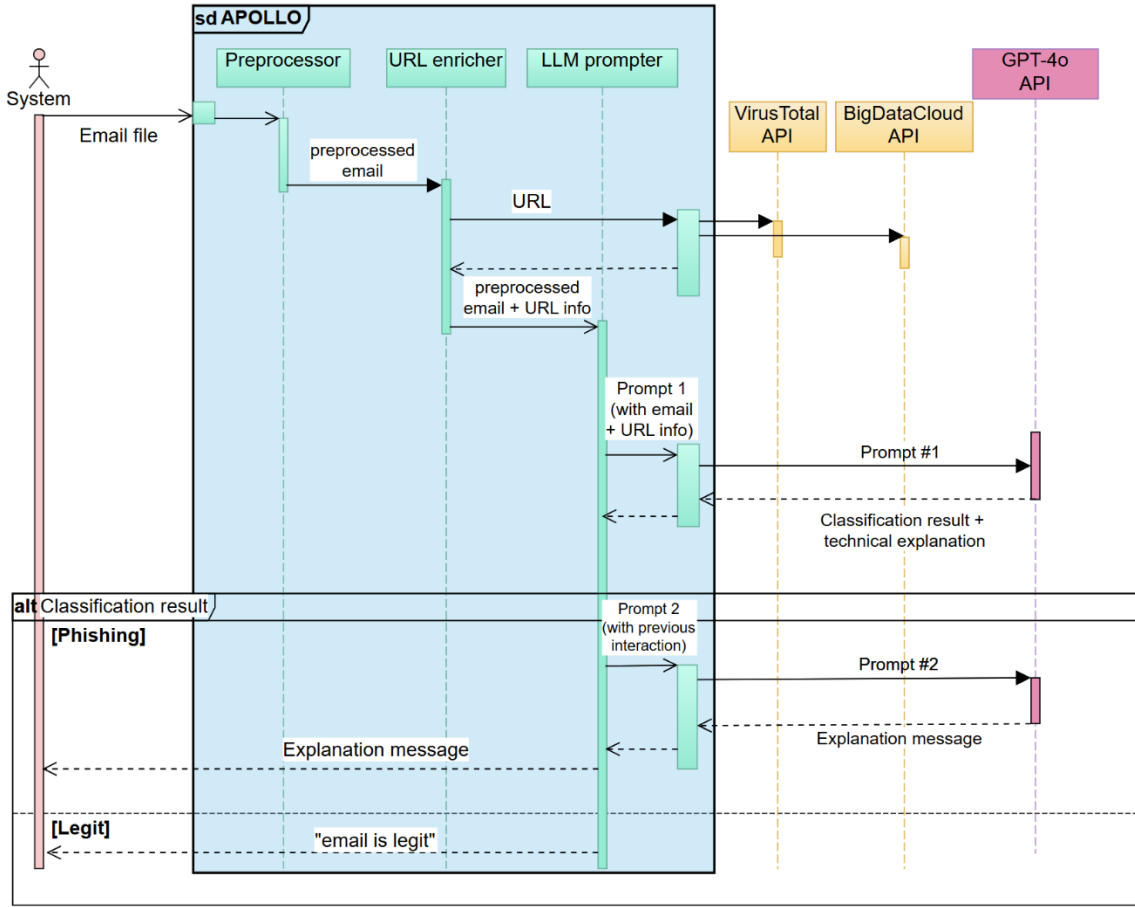 sd APOLLO
Preprocessor
URL enricher
LLM prompter
GPT-4o
API
System
VirusTotal
API
BigDataCloud
API
Email file
preprocessed
email
URL
preprocessed
email + URL info
Prompt 1
(with email
+ URL info)
Prompt #1
Classification result +
technical explanation
alt Classification result
[Phishing]
Prompt 2
(with previous
interaction)
Prompt #2
Explanation message
Explanation message
[Legit]
"email is legit"